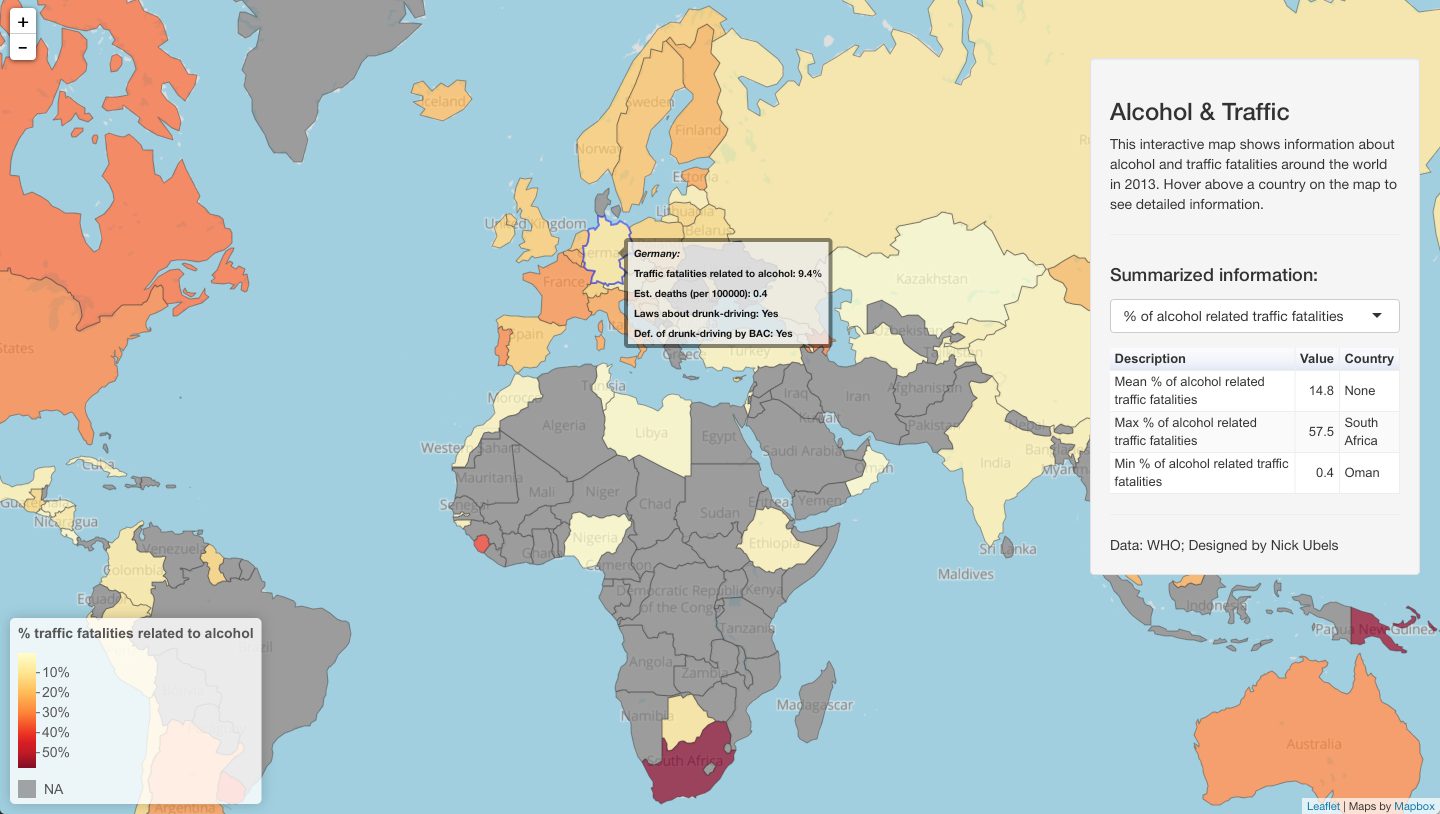 +
−
Iceland
Sweden
Finland
Norway
Estonia
United Kingdom
Lithuania
Belarus
Germany
France
Spain
Greece
Turkey
Kazakhstan
Uzbekistan
Tajikistan
States
Germany:
Traffic fatalities related to alcohol: 9.4%
Est. deaths (per 100000): 0.4
Laws about drunk-driving: Yes
Def. of drunk-driving by BAC: Yes
Morocco
Tunisia
Algeria
Libya
Egypt
Western Sahara
Mauritania
Mali
Niger
Chad
Sudan
Eritrea
Yemen
Senegal
Ghana
Nigeria
Cameroon
Ethiopia
Democratic Republic
of the Congo
Kenya
Tanzania
Angola
Zambia
Namibia
Madagascar
South Africa
Iraq
Iran
Kuwait
Afghanistan
Pakistan
Saudi Arabia
Oman
Nepal
India
Myanmar
Sri Lanka
Maldives
Indonesia
Papua New Guinea
Australia
Cuba
Guatemala
Nicaragua
Venezuela
Colombia
Ecuador
Argentina
Alcohol & Traffic
This interactive map shows information about
alcohol and traffic fatalities around the world
in 2013. Hover above a country on the map to
see detailed information.
Summarized information:
% of alcohol related traffic fatalities
Description Value Country
Mean % of alcohol related
traffic fatalities 14.8 None
Max % of alcohol related
traffic fatalities 57.5 South
Africa
Min % of alcohol related traffic
fatalities 0.4 Oman
Data: WHO; Designed by Nick Ubels
% traffic fatalities related to alcohol
10%
20%
30%
40%
50%
NA
Leaflet | Maps by Mapbox